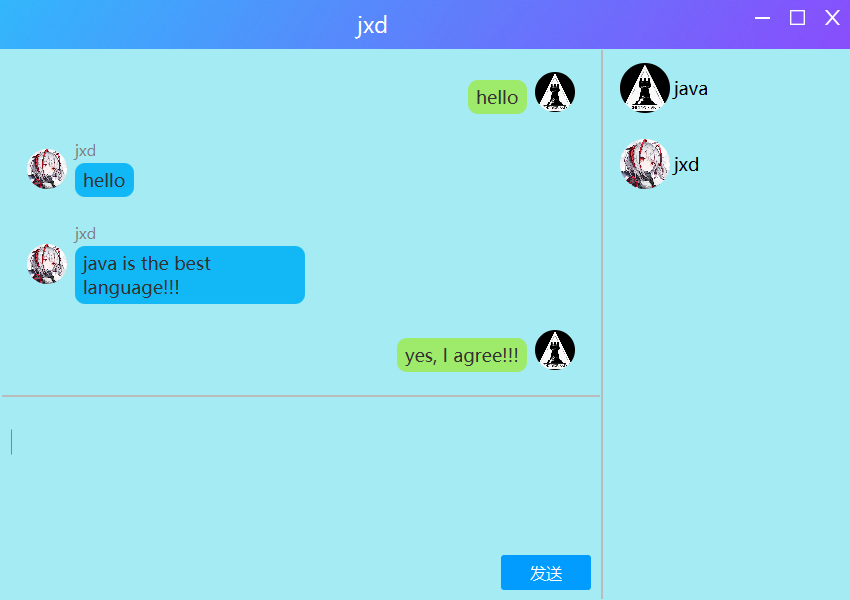 jxd
hello
java
jxd
hello
jxd
jxd
java is the best
language!!!
yes, I agree!!!
发送